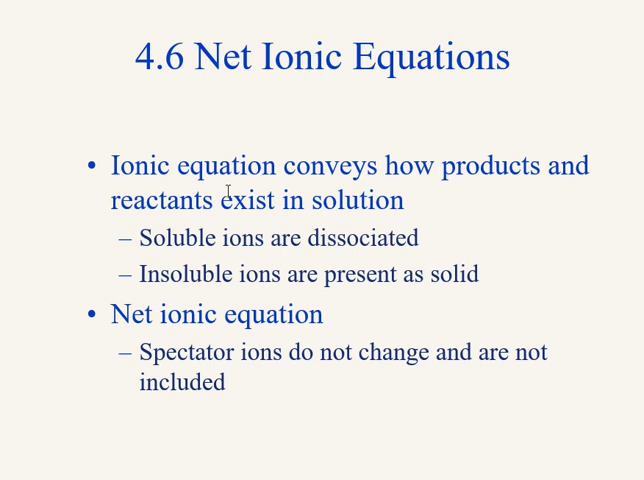 4.6 Net Ionic Equations
• Ionic equation conveys how products and
reactants exist in solution
– Soluble ions are dissociated
– Insoluble ions are present as solid
• Net ionic equation
– Spectator ions do not change and are not
included